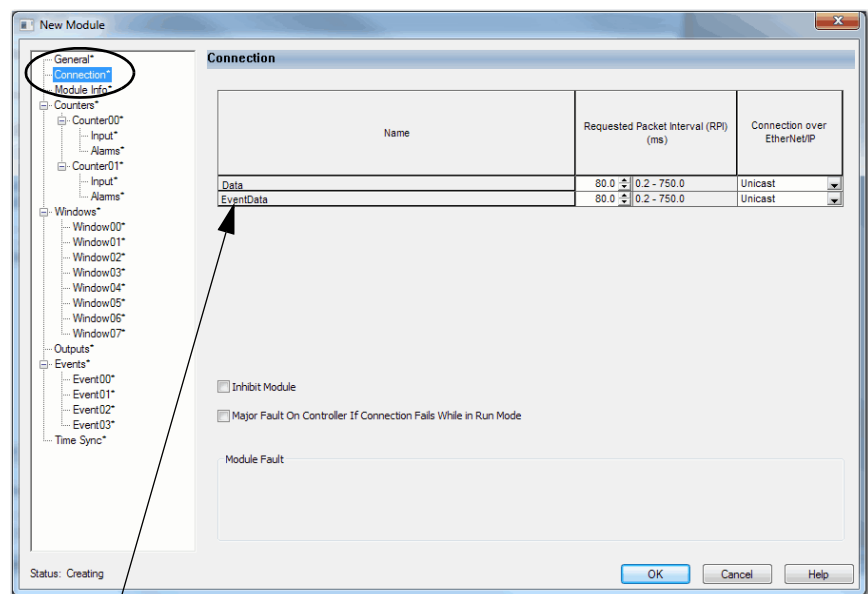 New Module
General*
Connection*
Module Info*
Counters*
Counter00*
Input*
Alarms*
Counter01*
Input*
Alarms*
Windows*
Window00*
Window01*
Window02*
Window03*
Window04*
Window05*
Window06*
Window07*
Outputs*
Events*
Event00*
Event01*
Event02*
Event03*
Time Sync*
Connection
Name
Requested Packet Interval (RPI)
(ms)
Connection over
EtherNet/IP
Data 80.0 0.2 - 750.0 Unicast
EventData 80.0 0.2 - 750.0 Unicast
Inhibit Module
Major Fault On Controller If Connection Fails While in Run Mode
Module Fault
Status: Creating
OK Cancel Help